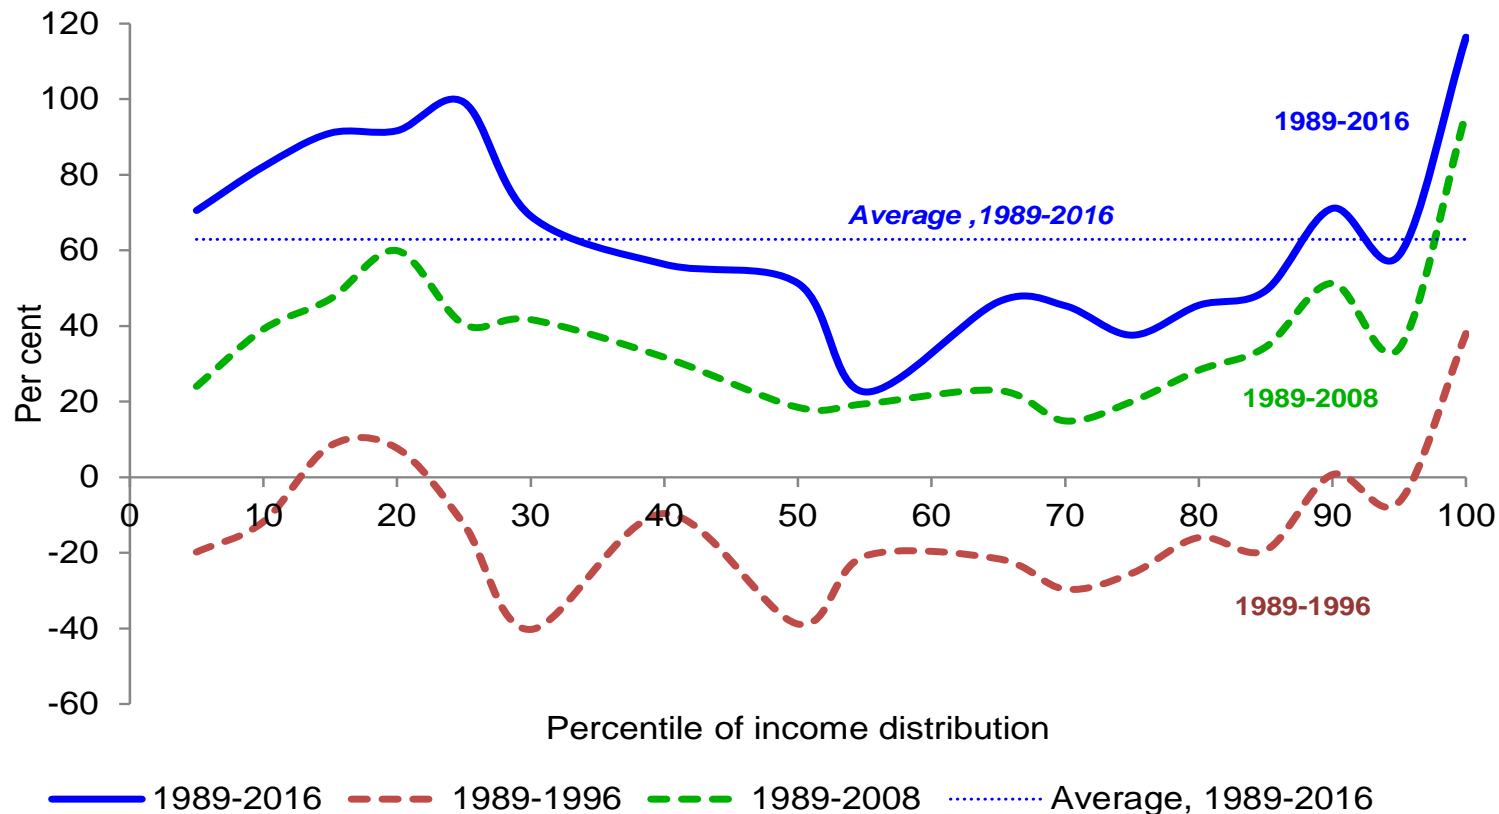 120
100
80
60
40
20
0
-20
-40
-60
Per cent
1989-2016
Average ,1989-2016
1989-2008
1989-1996
0 10 20 30 40 50 60 70 80 90 100
Percentile of income distribution
1989-2016 1989-1996 1989-2008 Average, 1989-2016